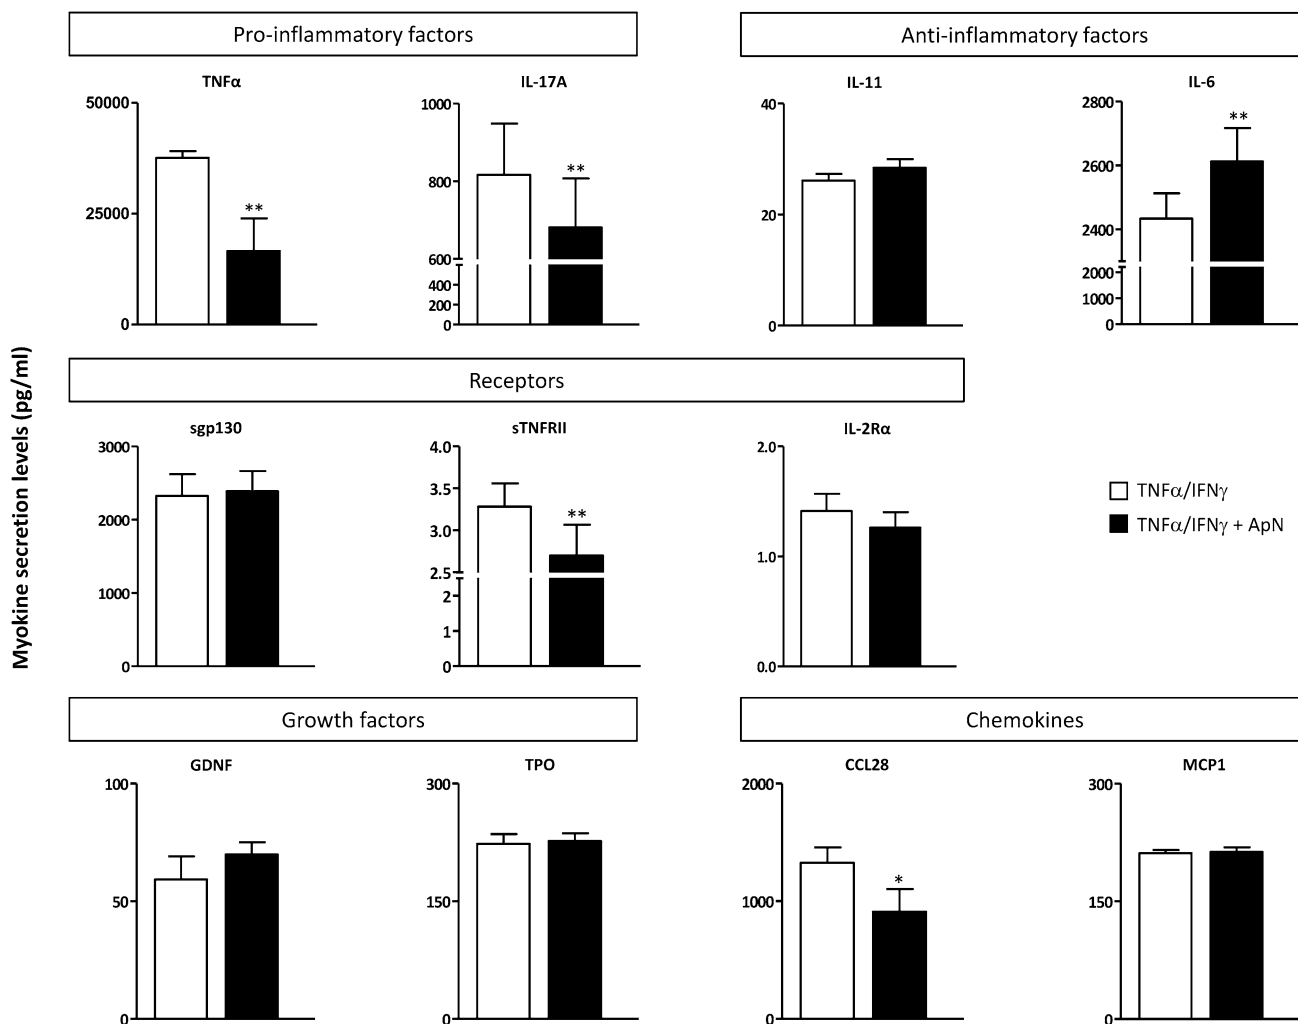 Pro-inflammatory factors
Anti-inflammatory factors
TNFα
IL-17A
IL-11
IL-6
50000
25000
0
**
1000
800
600
400
200
0
**
40
20
0
2800
2600
2400
2000
1000
0
**
Myokine secretion levels (pg/ml)
Receptors
sgp130
sTNFRII
IL-2Rα
3000
2000
1000
0
4.0
3.5
3.0
2.5
2
1
0
**
2.0
1.0
0.0
TNFα/IFNγ
TNFα/IFNγ + ApN
Growth factors
Chemokines
GDNF
TPO
CCL28
MCP1
100
50
0
300
150
0
2000
1000
0
*
300
150
0